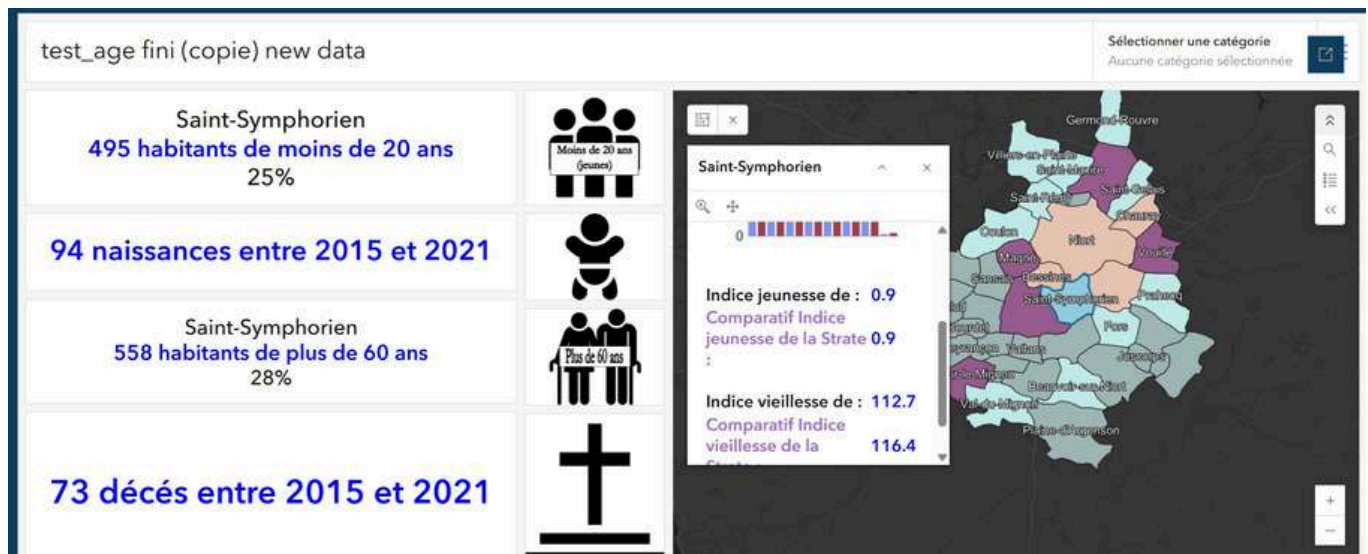 test_age fini (copie) new data
Sélectionner une catégorie
Aucune catégorie sélectionnée
Saint-Symphorien
495 habitants de moins de 20 ans
25%
Moins de 20 ans
(jeunes)
94 naissances entre 2015 et 2021
Saint-Symphorien
558 habitants de plus de 60 ans
28%
Plus de 60 ans
73 décés entre 2015 et 2021
Saint-Symphorien
0
Indice jeunesse de : 0.9
Comparatif Indice
jeunesse de la Strate 0.9
:
Indice vieillesse de : 112.7
Comparatif Indice
vieillesse de la 116.4
Strate :
Germond-Rouvre
Villiers-en-Plaine
Saint-Maxire
Saint-Gelais
Saint-Rémy
Chauray
Coulon
Niort
Magné
Vouillé
Sansais
Bessines
Saint-Symphorien
Prahecq
Fors
Vallans
Juscorps
Beauvoir-sur-Niort
Val-du-Mignon
Plaine-d'Argenson